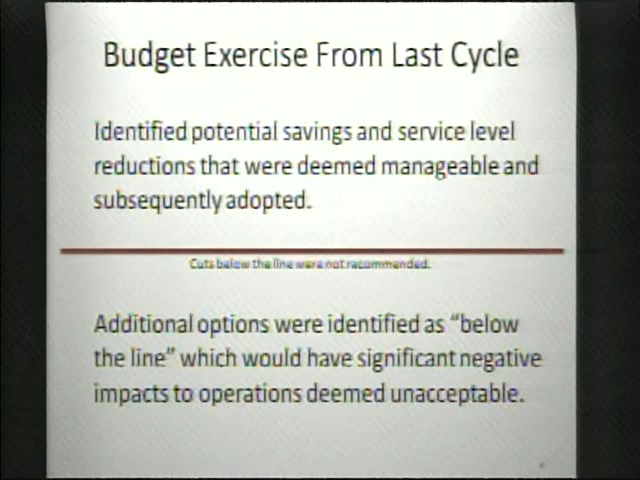 Budget Exercise From Last Cycle
Identified potential savings and service level
reductions that were deemed manageable and
subsequently adopted.
Cuts below the line were not recommended.
Additional options were identified as “below
the line” which would have significant negative
impacts to operations deemed unacceptable.